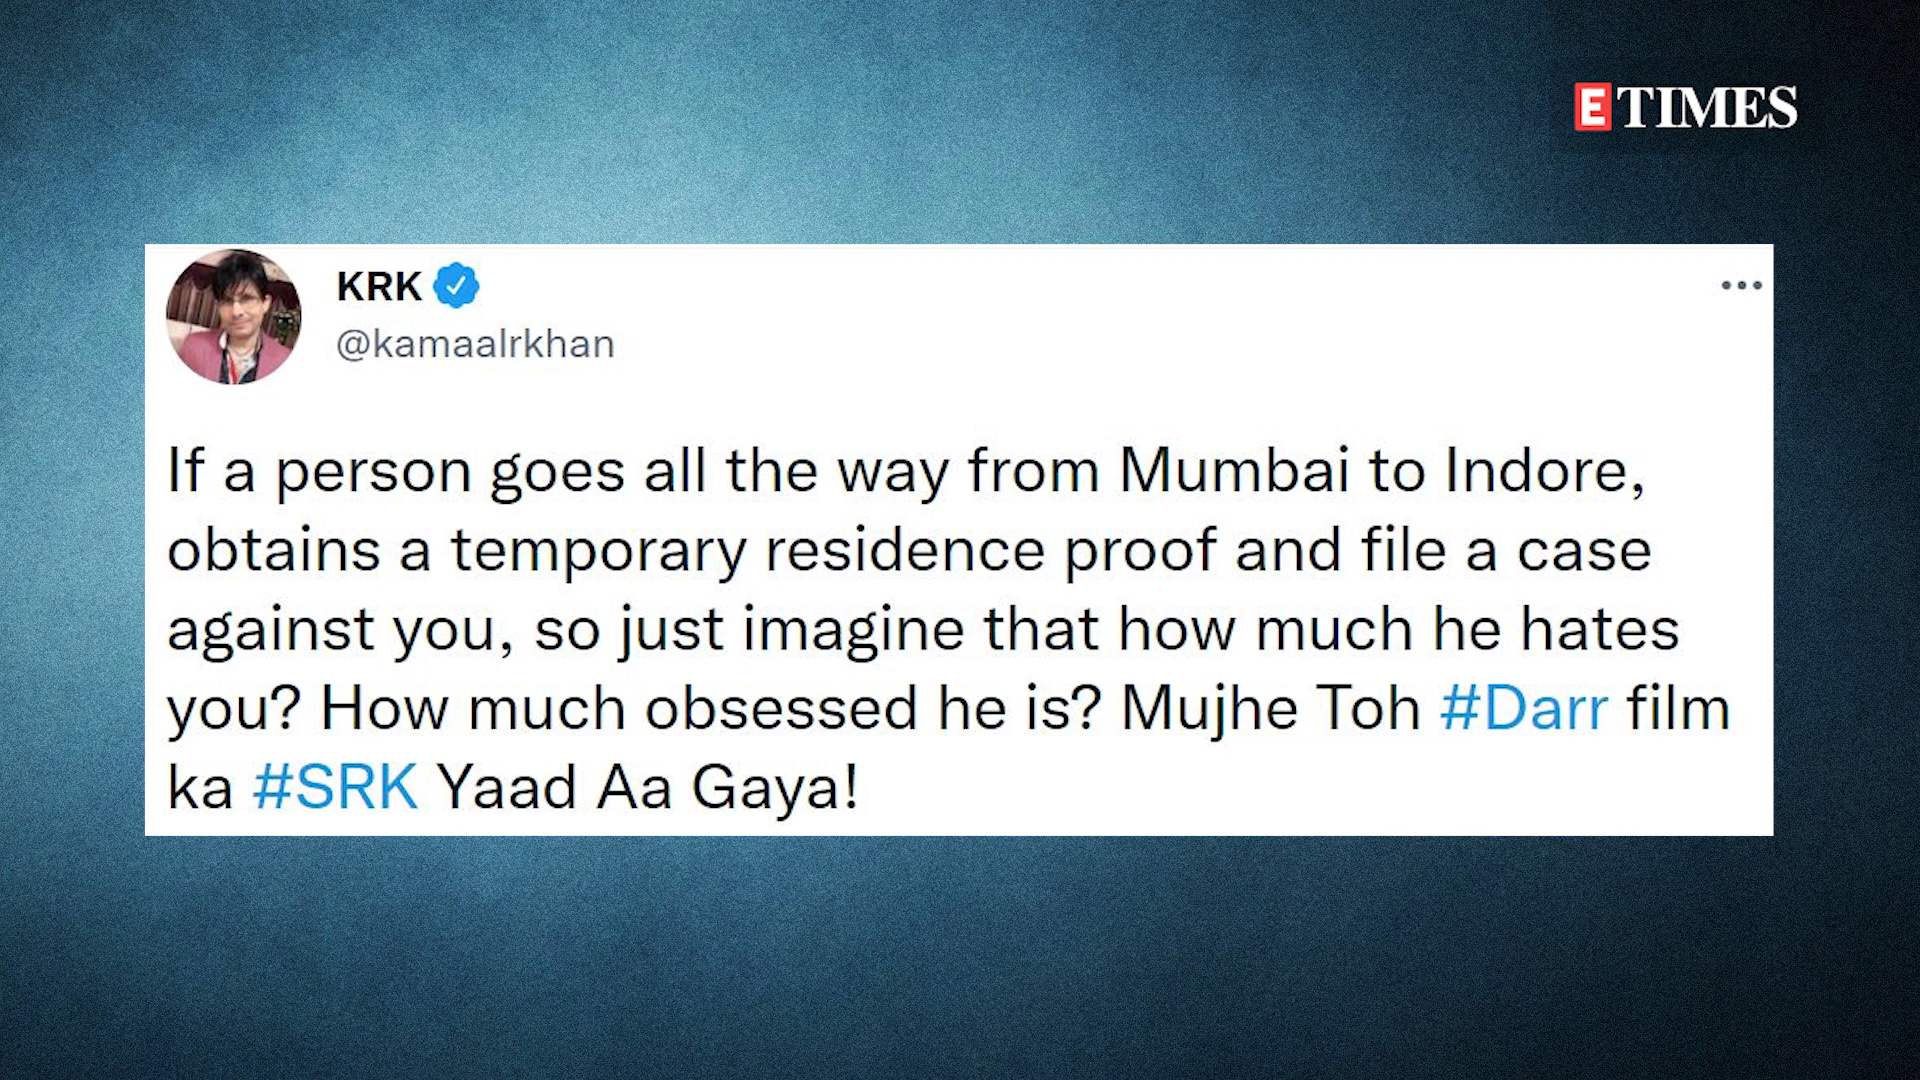 E TIMES
KRK
@kamaalrkhan
If a person goes all the way from Mumbai to Indore,
obtains a temporary residence proof and file a case
against you, so just imagine that how much he hates
you? How much obsessed he is? Mujhe Toh #Darr film
ka #SRK Yaad Aa Gaya!